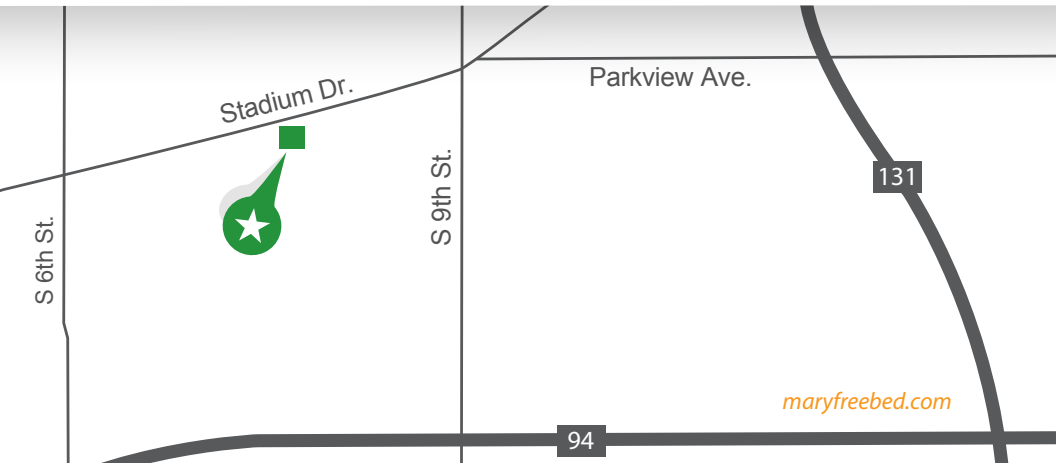 Parkview Ave.
Stadium Dr.
S 9th St.
131
S 6th St.
maryfreebed.com
94